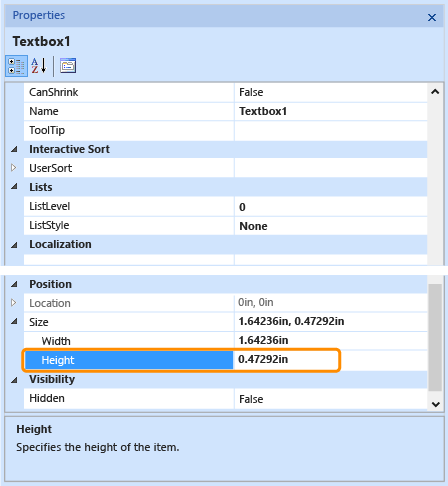 Properties
Textbox1
CanShrink False
Name Textbox1
ToolTip
Interactive Sort
UserSort
Lists
ListLevel 0
ListStyle None
Localization
Position
Location 0in, 0in
Size 1.64236in, 0.47292in
Width 1.64236in
Height 0.47292in
Visibility
Hidden False
Height
Specifies the height of the item.